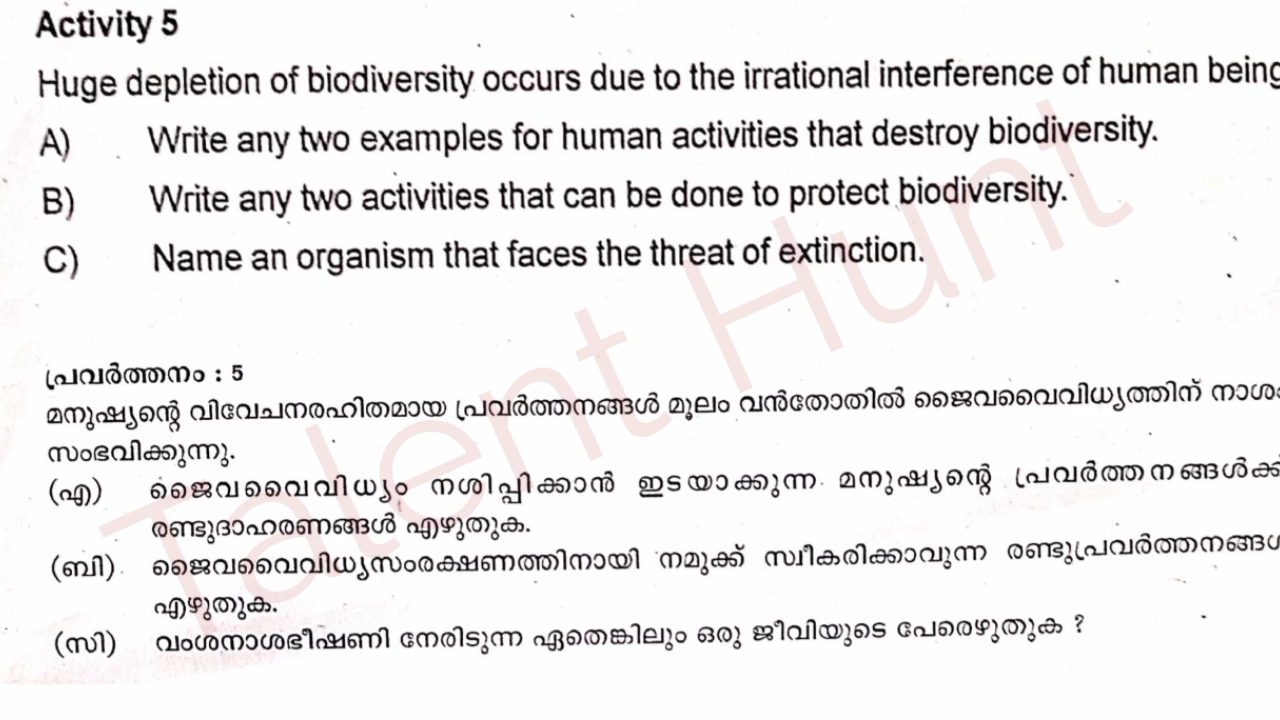 Activity 5
Huge depletion of biodiversity occurs due to the irrational interference of human being
A) Write any two examples for human activities that destroy biodiversity.
B) Write any two activities that can be done to protect biodiversity.
C) Name an organism that faces the threat of extinction.
പ്രവർത്തനം : 5
മനുഷ്യന്റെ വിവേചനരഹിതമായ പ്രവർത്തനങ്ങൾ മൂലം വൻതോതിൽ ജൈവവൈവിധ്യത്തിന്
സംഭവിക്കുന്നു.
(എ) ജൈവവൈവിധ്യം നശിപ്പിക്കാൻ ഇടയാക്കുന്ന മനുഷ്യന്റെ പ്രവർത്തനങ്ങൾക്ക്
രണ്ടുദാഹരണങ്ങൾ എഴുതുക.
(ബി) ജൈവവൈവിധ്യസംരക്ഷണത്തിനായി നമുക്ക് സ്വീകരിക്കാവുന്ന രണ്ടുപ്രവർത്തനങ്ങൾ
എഴുതുക.
(സി) വംശനാശഭീഷണി നേരിടുന്ന ഏതെങ്കിലും ഒരു ജീവിയുടെ പേരെഴുതുക ?
Talent Hunt